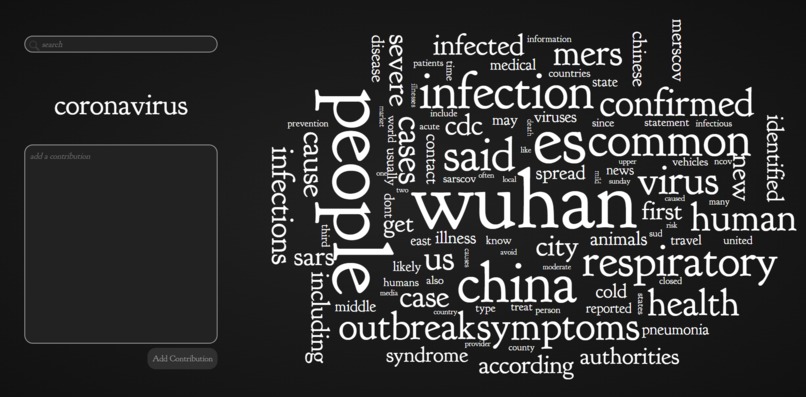 search
coronavirus
add a contribution
Add Contribution
merscov
information
infected
mers
chinese
disease
severe
patients
time
medical
countries
state
infection
confirmed
illnesses
include
market
prevention
people
world
cases
acute
cdc
may
viruses
death
since
statement
infectious
identified
cause
contact
said
like
es
common
infections
usually
upper
vehicles
ncov
new
one
sarscov
often
local
spread
mild
news
sunday
virus
two
dont
get
wuhan
caused
many
first
risk
human
third
east
illness
know
avoid
city
animals
sud
travel
united
sars
likely
us
causes
moderate
respiratory
including
humans
also
china
closed
media
case
cold
states
health
middle
country
type
treat
person
reported
outbreak
symptoms
pneumonia
provider
county
syndrome
according
authorities